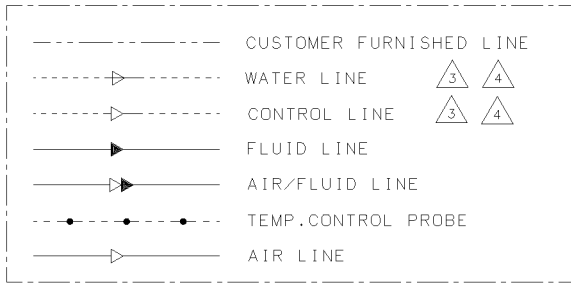 CUSTOMER FURNISHED LINE
WATER LINE 3 4
CONTROL LINE 3 4
FLUID LINE
AIR/FLUID LINE
TEMP.CONTROL PROBE
AIR LINE